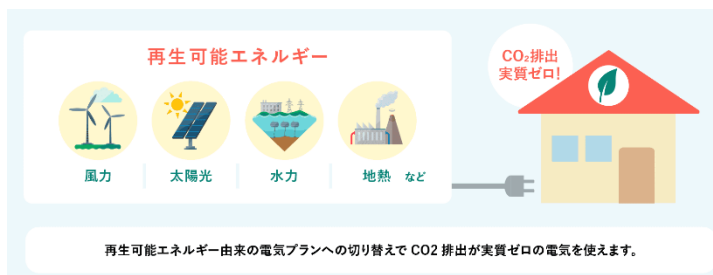 再生可能エネルギー
CO₂排出
実質ゼロ!
風力
太陽光
水力
地熱 など
再生可能エネルギー由来の電気プランへの切り替えでCO2排出が実質ゼロの電気を使えます。